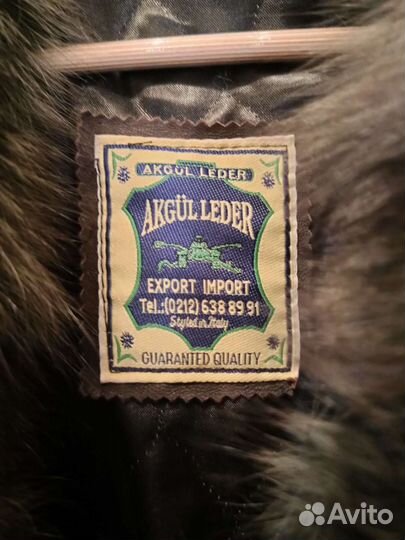 AKGÜL LEDER
AKGÜL LEDER
EXPORT IMPORT
Tel.:(0212) 638 89 91
Styled in Italy
GUARANTED QUALITY
Avito